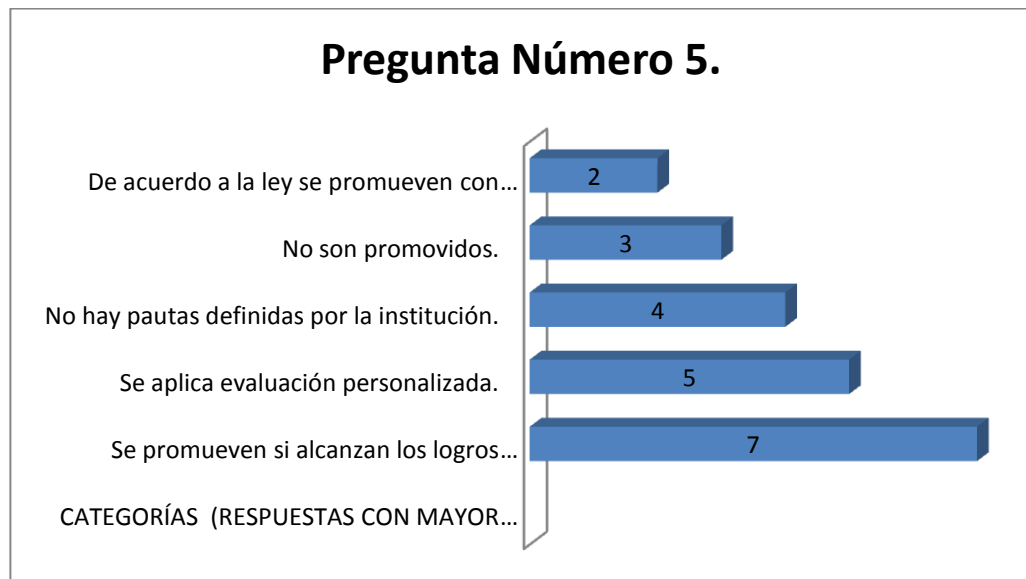 Pregunta Número 5.
De acuerdo a la ley se promueven con... 2
No son promovidos. 3
No hay pautas definidas por la institución. 4
Se aplica evaluación personalizada. 5
Se promueven si alcanzan los logros... 7
CATEGORÍAS (RESPUESTAS CON MAYOR...